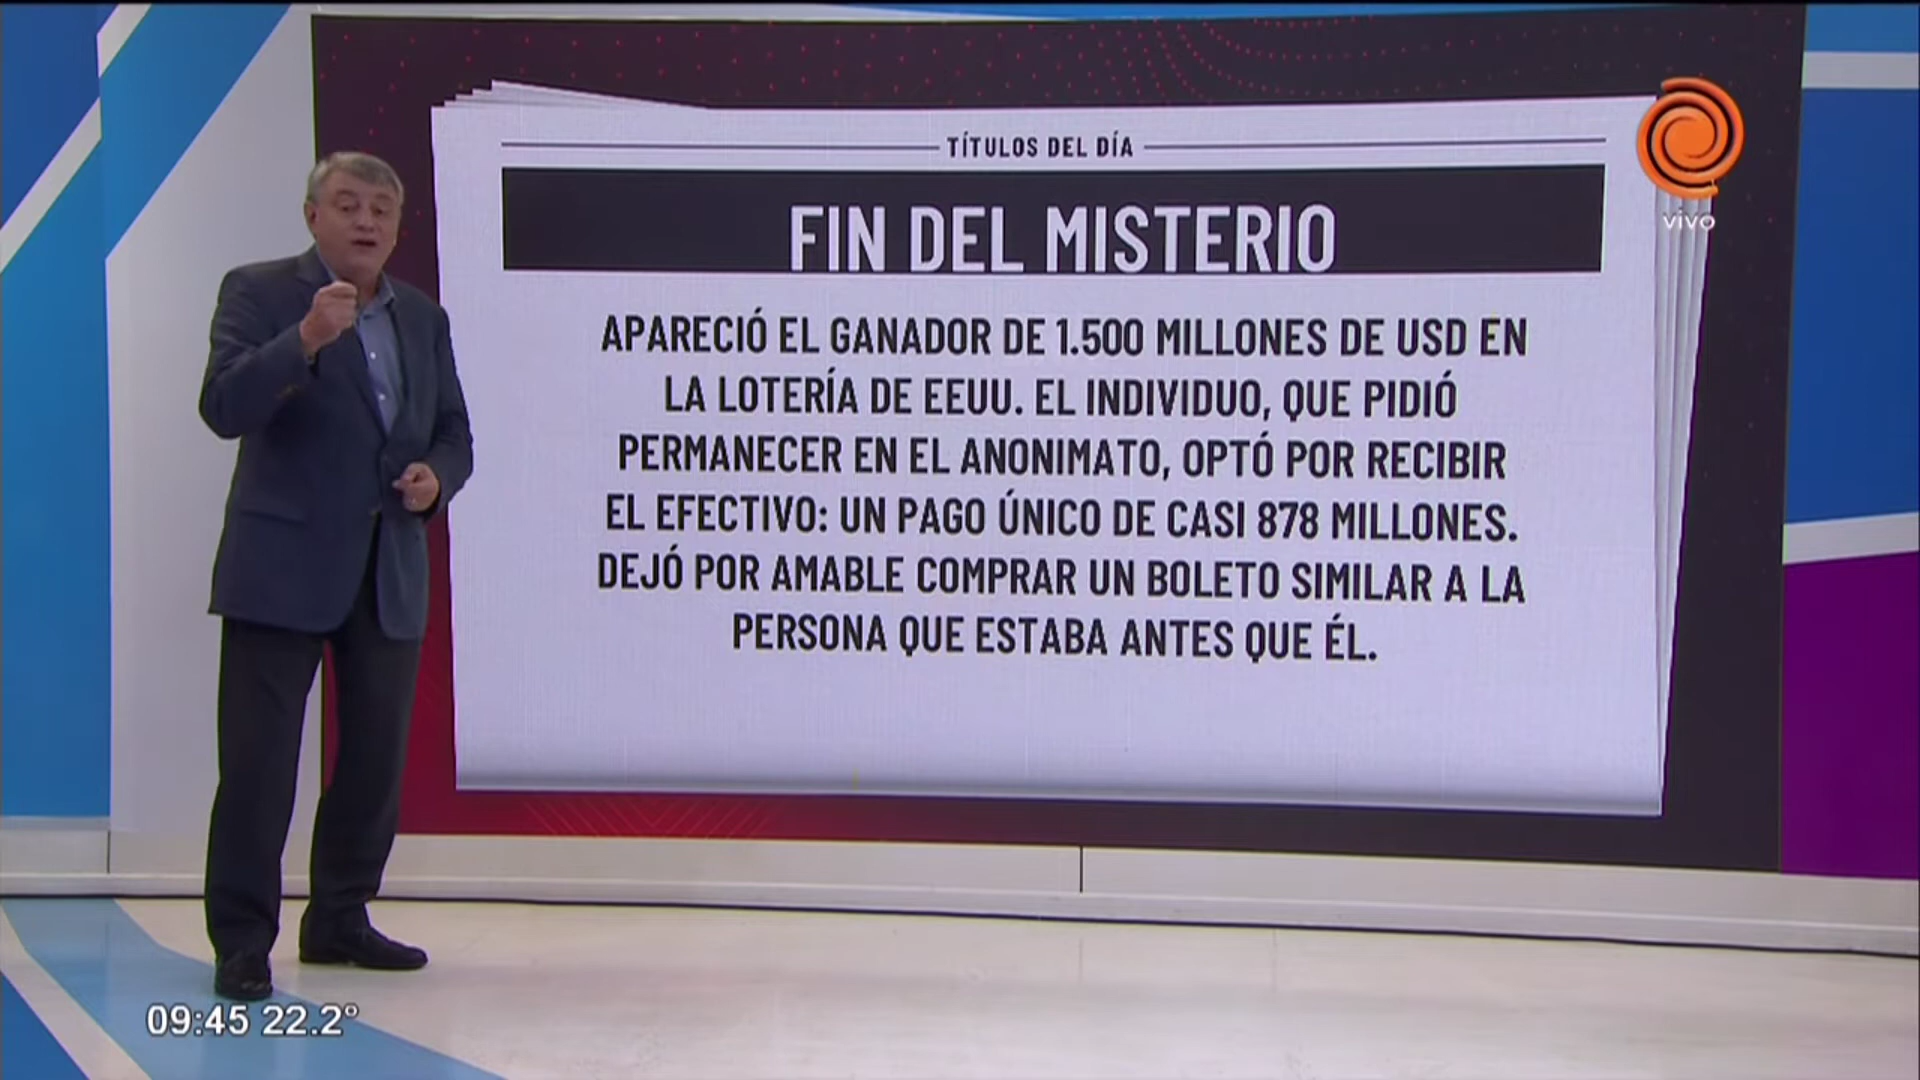 TÍTULOS DEL DÍA
FIN DEL MISTERIO
vivo
APARECIÓ EL GANADOR DE 1.500 MILLONES DE USD EN
LA LOTERÍA DE EEUU. EL INDIVIDUO, QUE PIDIÓ
PERMANECER EN EL ANONIMATO, OPTÓ POR RECIBIR
EL EFECTIVO: UN PAGO ÚNICO DE CASI 878 MILLONES.
DEJÓ POR AMABLE COMPRAR UN BOLETO SIMILAR A LA
PERSONA QUE ESTABA ANTES QUE ÉL.
09:45 22.2°